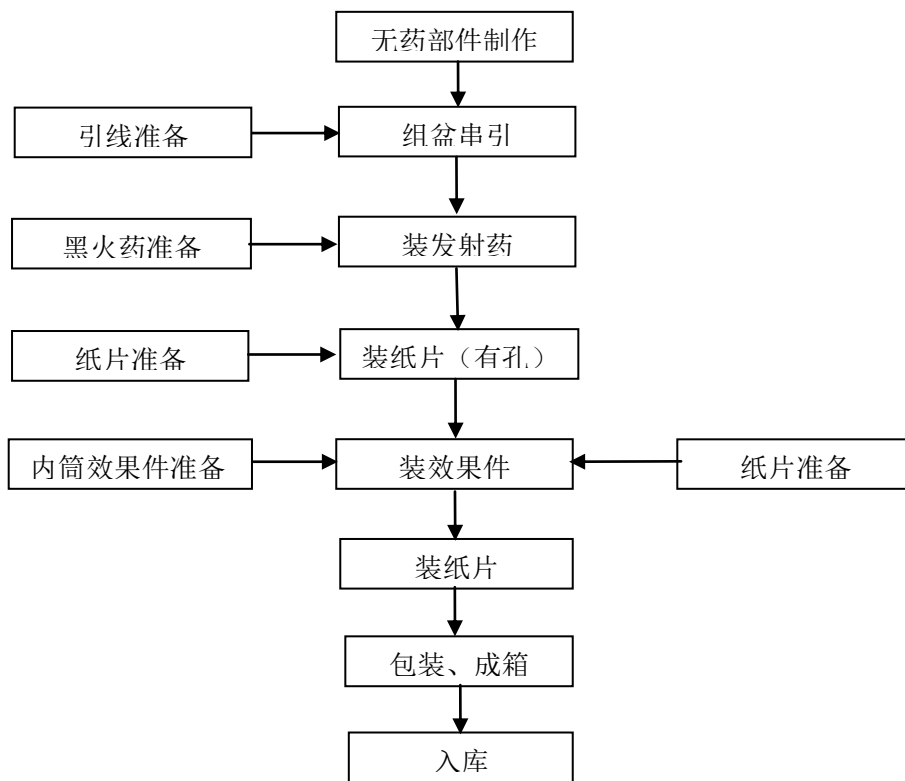 无药部件制作
引线准备
组盆串引
黑火药准备
装发射药
纸片准备
装纸片（有孔）
内筒效果件准备
装效果件
纸片准备
装纸片
包装、成箱
入库